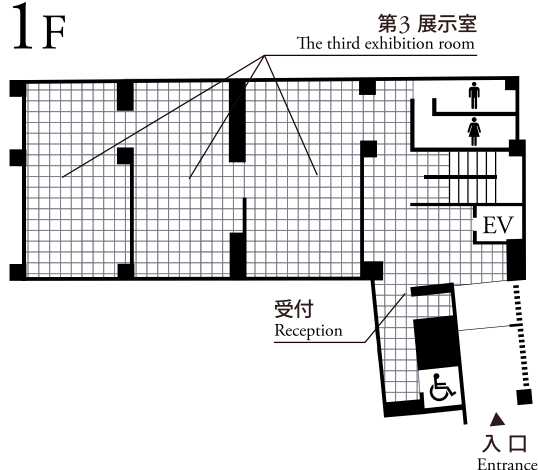 1F
第3 展示室
The third exhibition room
EV
受付
Reception
入口
Entrance